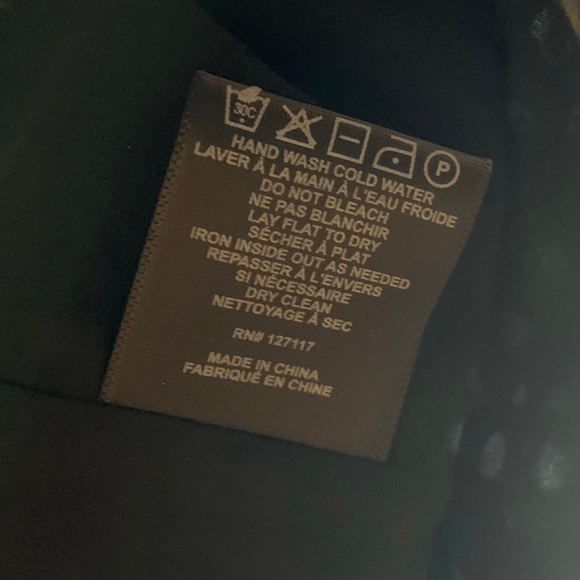 30C P
HAND WASH COLD WATER
LAVER À LA MAIN À L'EAU FROIDE
DO NOT BLEACH
NE PAS BLANCHIR
LAY FLAT TO DRY
SÉCHER À PLAT
IRON INSIDE OUT AS NEEDED
REPASSER À L'ENVERS
SI NÉCESSAIRE
DRY CLEAN
NETTOYAGE À SEC
RN# 127117
MADE IN CHINA
FABRIQUÉ EN CHINE